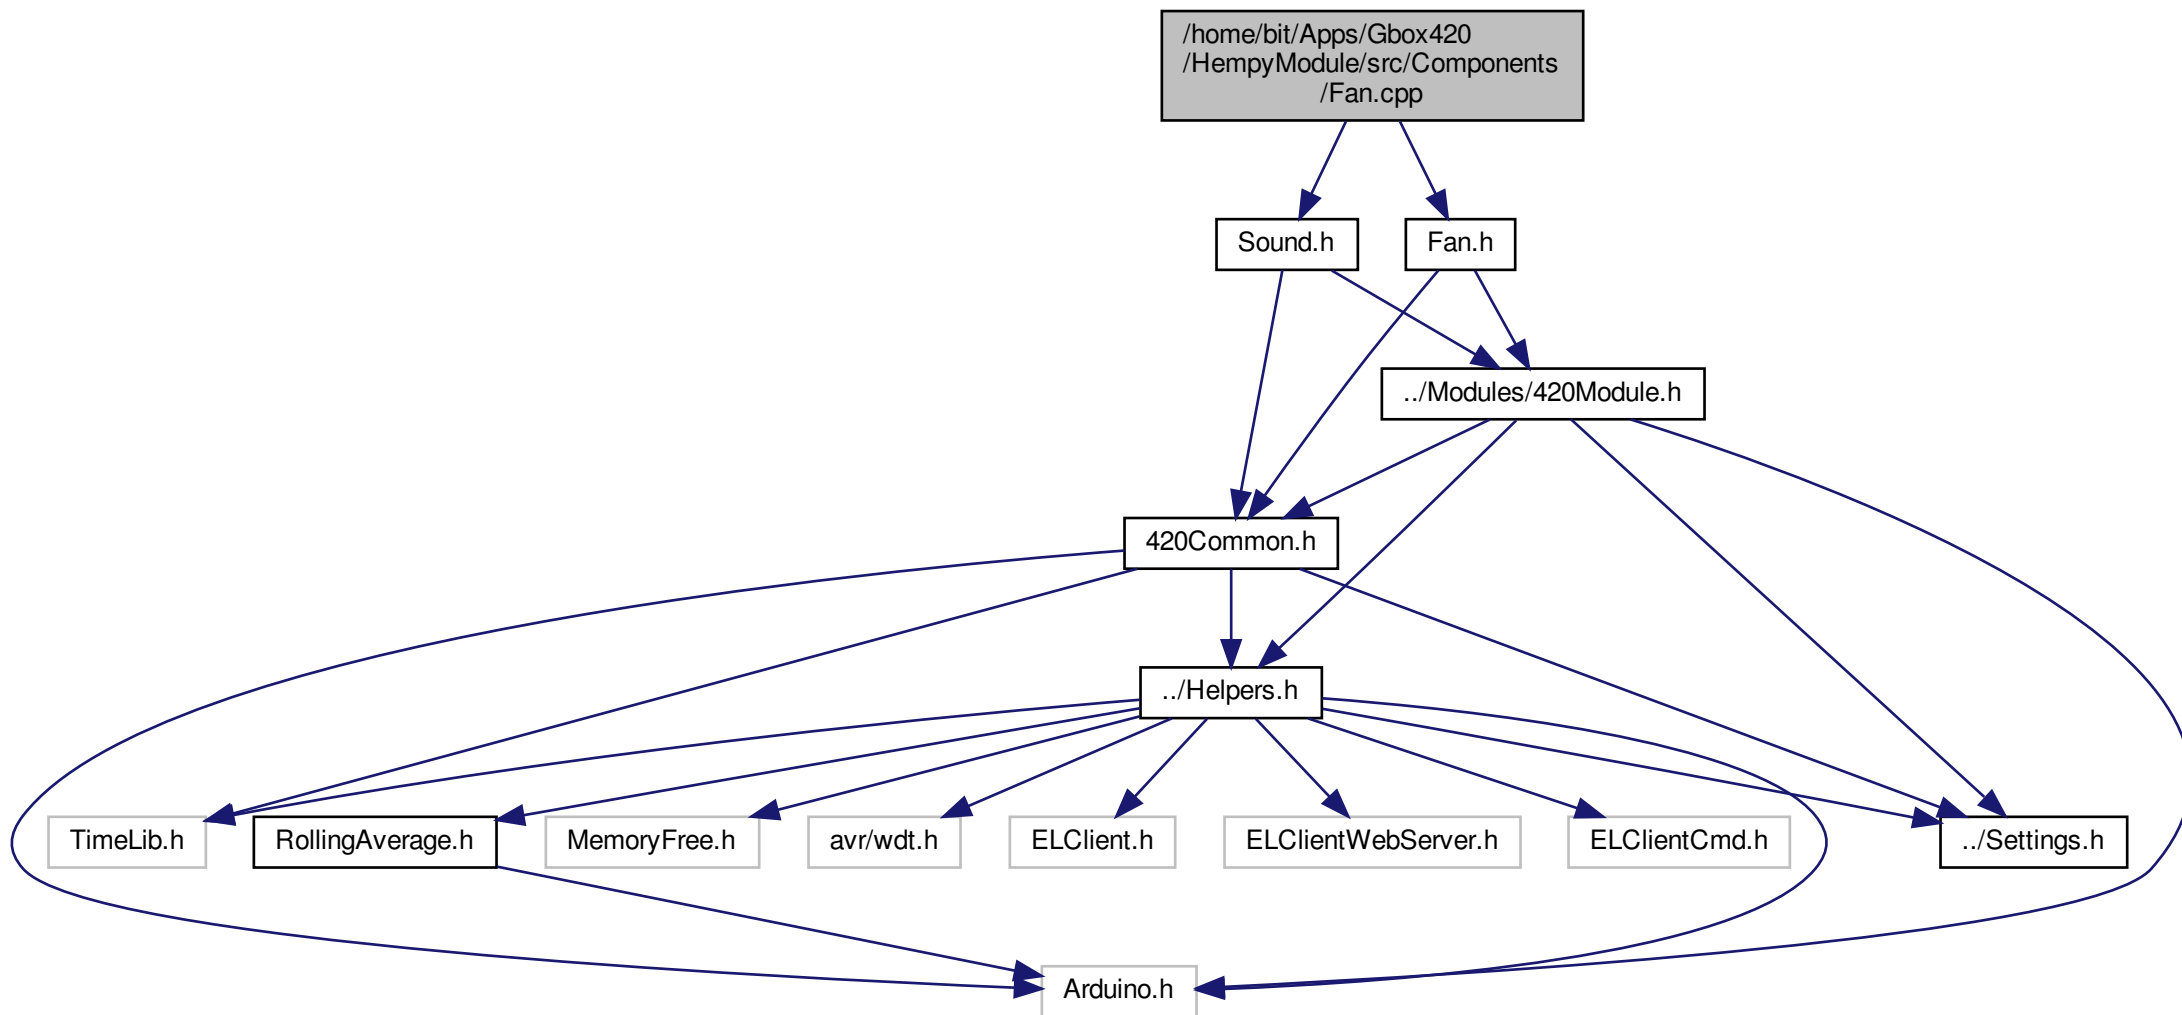 /home/bit/Apps/Gbox420
/HempyModule/src/Components
/Fan.cpp
Sound.h
Fan.h
../Modules/420Module.h
420Common.h
../Helpers.h
TimeLib.h
RollingAverage.h
MemoryFree.h
avr/wdt.h
ELClient.h
ELClientWebServer.h
ELClientCmd.h
../Settings.h
Arduino.h